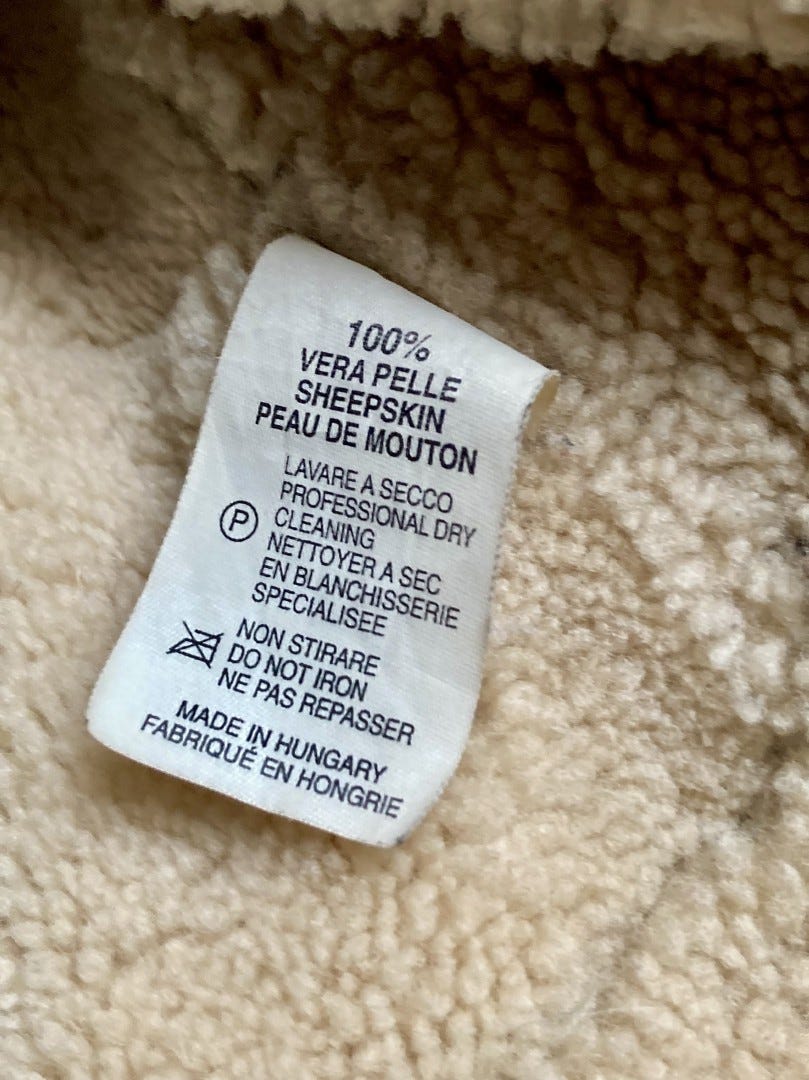 100%
VERA PELLE
SHEEPSKIN
PEAU DE MOUTON
LAVARE A SECCO
PROFESSIONAL DRY
CLEANING
NETTOYER A SEC
EN BLANCHISSERIE
SPECIALISEE
P
NON STIRARE
DO NOT IRON
NE PAS REPASSER
MADE IN HUNGARY
FABRIQUÉ EN HONGRIE